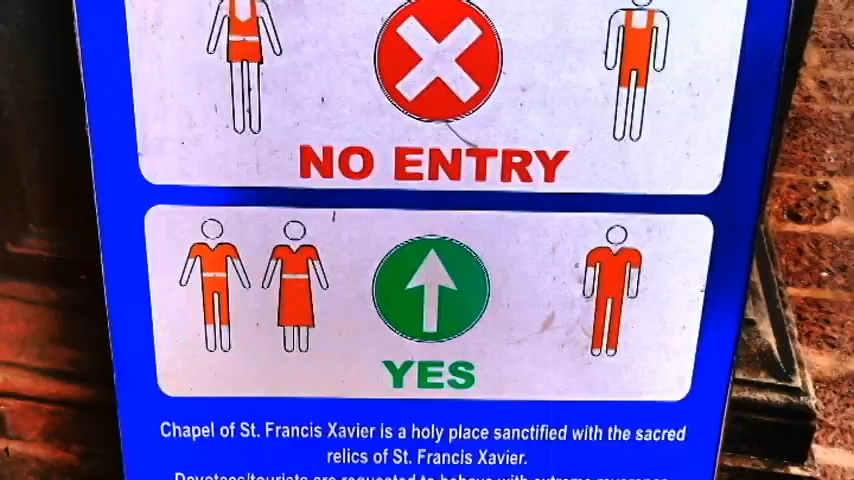 NO ENTRY
YES
Chapel of St. Francis Xavier is a holy place sanctified with the sacred
relics of St. Francis Xavier.
Devotees/tourists are requested to behave with extreme reverence